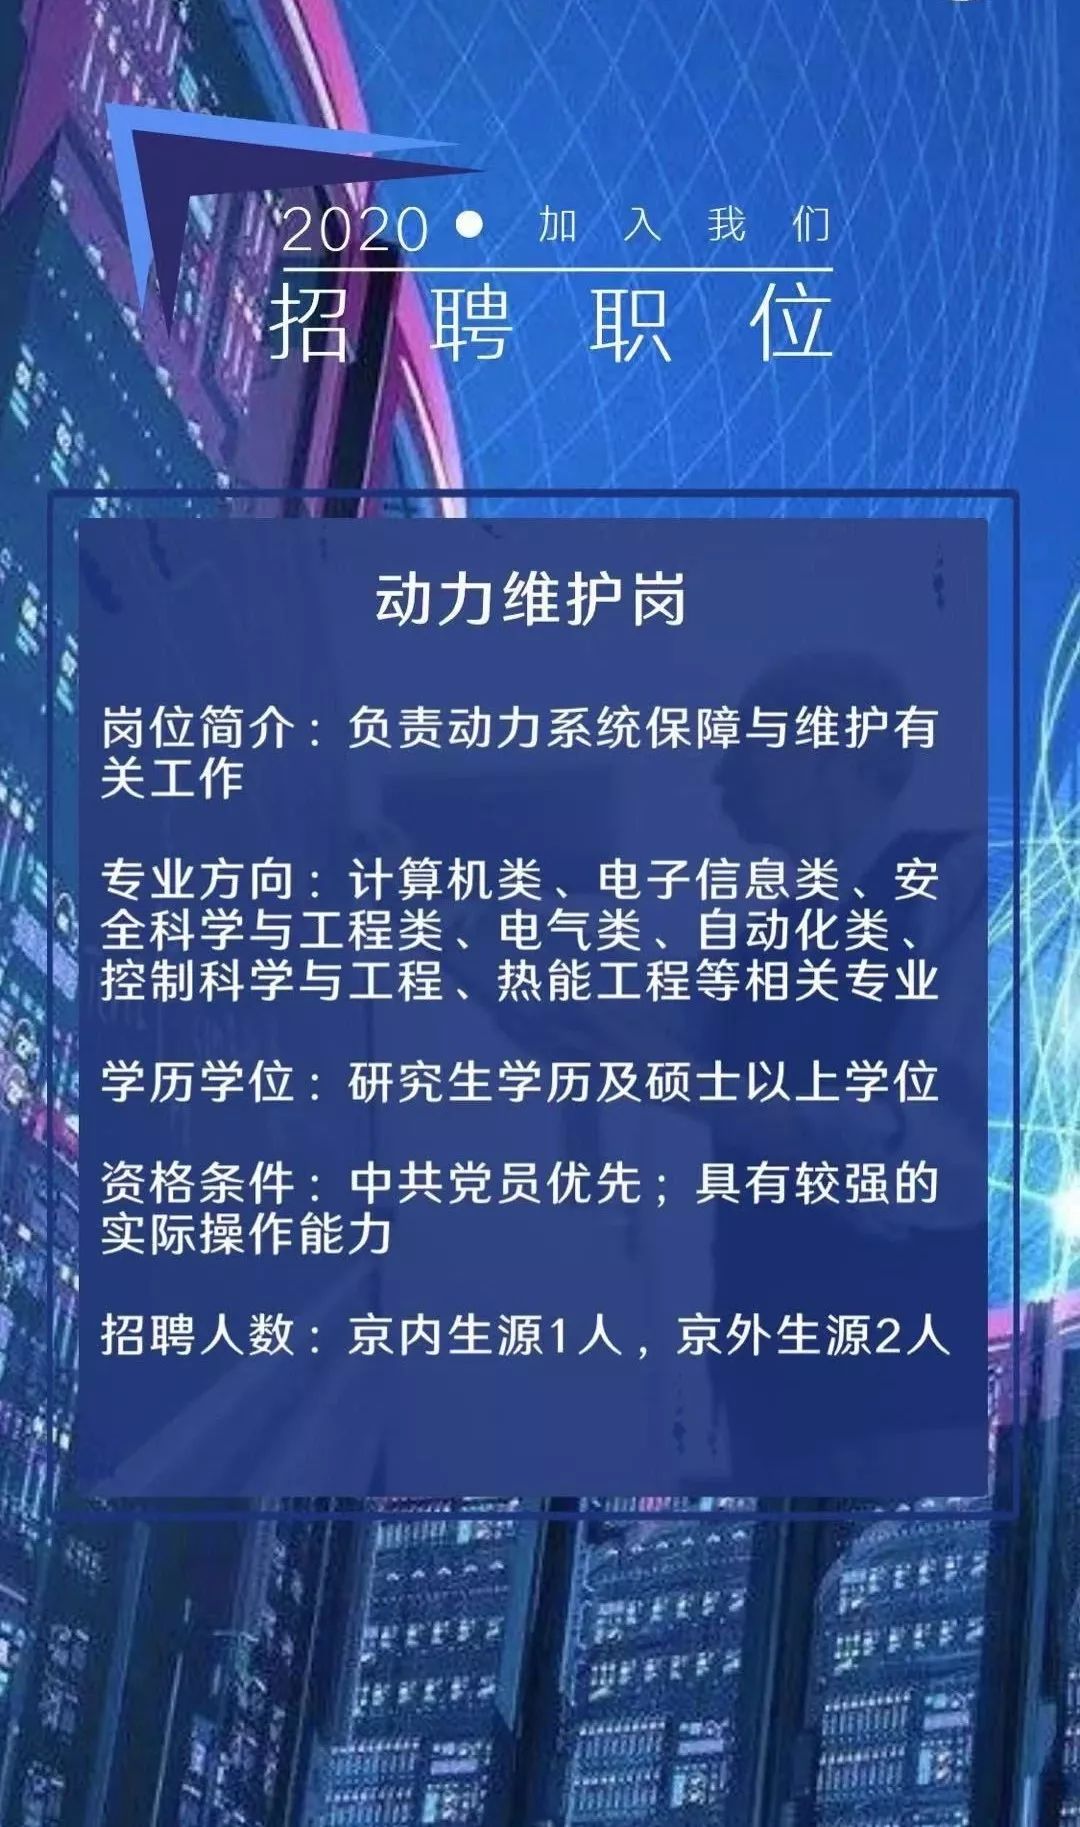 2020●加入我们
招聘职位
动力维护岗
岗位简介：负责动力系统保障与维护有
关工作
专业方向：计算机类、电子信息类、安
全科学与工程类、电气类、自动化类、
控制科学与工程、热能工程等相关专业
学历学位：研究生学历及硕士以上学位
资格条件：中共党员优先；具有较强的
实际操作能力
招聘人数：京内生源1人，京外生源2人